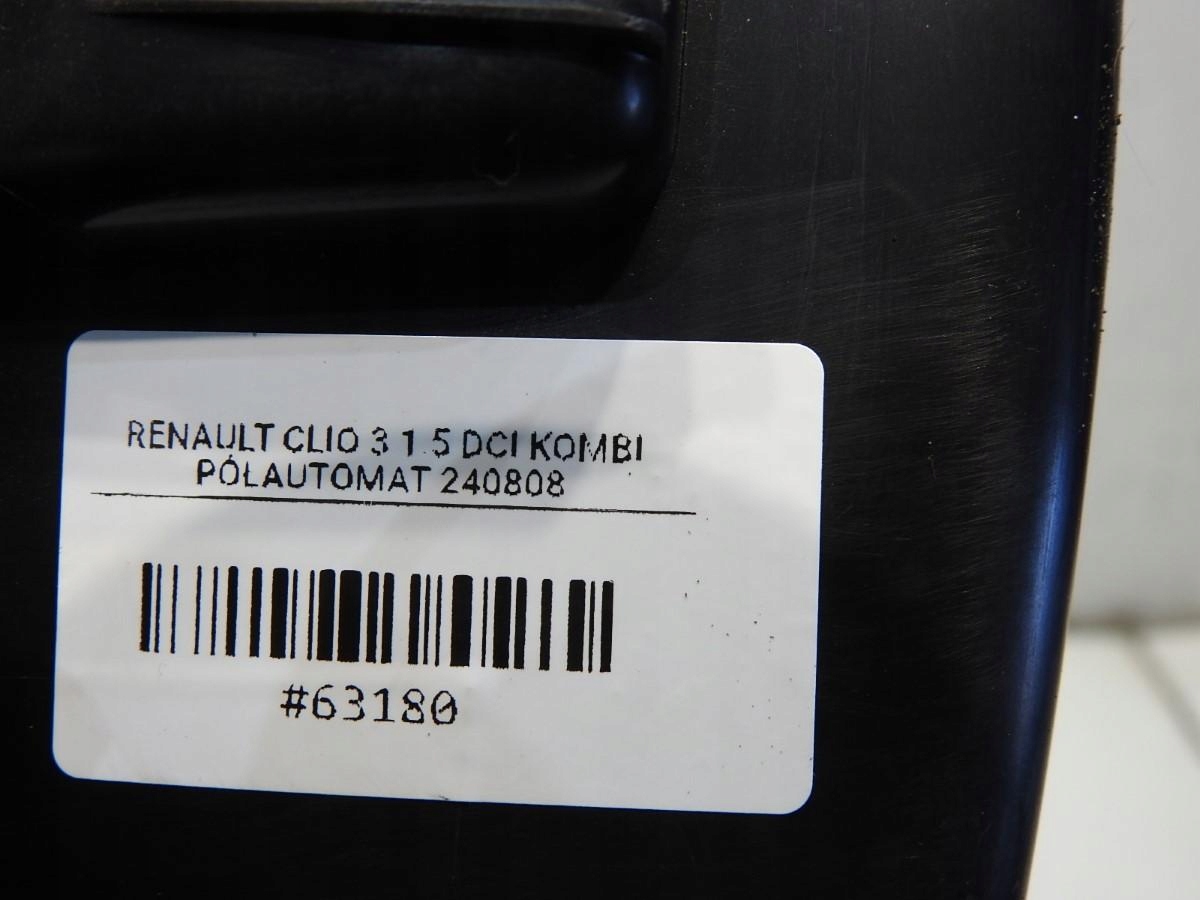 RENAULT CLIO 3 1.5 DCI KOMBI
PÓŁAUTOMAT 240808
#63180